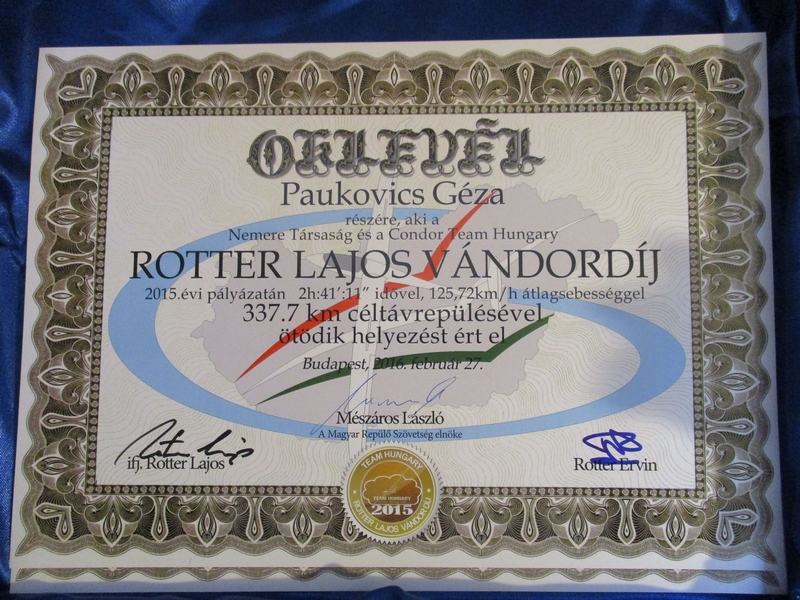 OKLEVÉL
Paukovics Géza
részére, aki a
Nemere Társaság és a Condor Team Hungary
ROTTER LAJOS VÁNDORDÍJ
2015.évi pályázatán 2h:41':11" idővel, 125,72km/h átlagsebességgel
337.7 km céltávrepülésével
ötödik helyezést ért el
Budapest, 2016. február 27.
Mészáros László
A Magyar Repülő Szövetség elnöke
ifj. Rotter Lajos
Rotter Ervin
TEAM HUNGARY
TEAM HUNGARY
2015
ROTTER LAJOS VÁNDORDÍJ